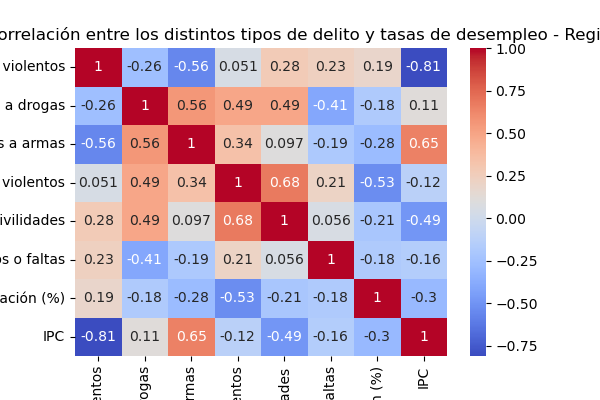 orrelación entre los distintos tipos de delito y tasas de desempleo - Regi
violentos 1 -0.26 -0.56 0.051 0.28 0.23 0.19 -0.81
a drogas -0.26 1 0.56 0.49 0.49 -0.41 -0.18 0.11
s a armas -0.56 0.56 1 0.34 0.097 -0.19 -0.28 0.65
violentos 0.051 0.49 0.34 1 0.68 0.21 -0.53 -0.12
ivilidades 0.28 0.49 0.097 0.68 1 0.056 -0.21 -0.49
os o faltas 0.23 -0.41 -0.19 0.21 0.056 1 -0.18 -0.16
ación (%) 0.19 -0.18 -0.28 -0.53 -0.21 -0.18 1 -0.3
IPC -0.81 0.11 0.65 -0.12 -0.49 -0.16 -0.3 1
entos rogas rmas entos ades altas n (%) IPC
1.00
0.75
0.50
0.25
0.00
−0.25
−0.50
−0.75